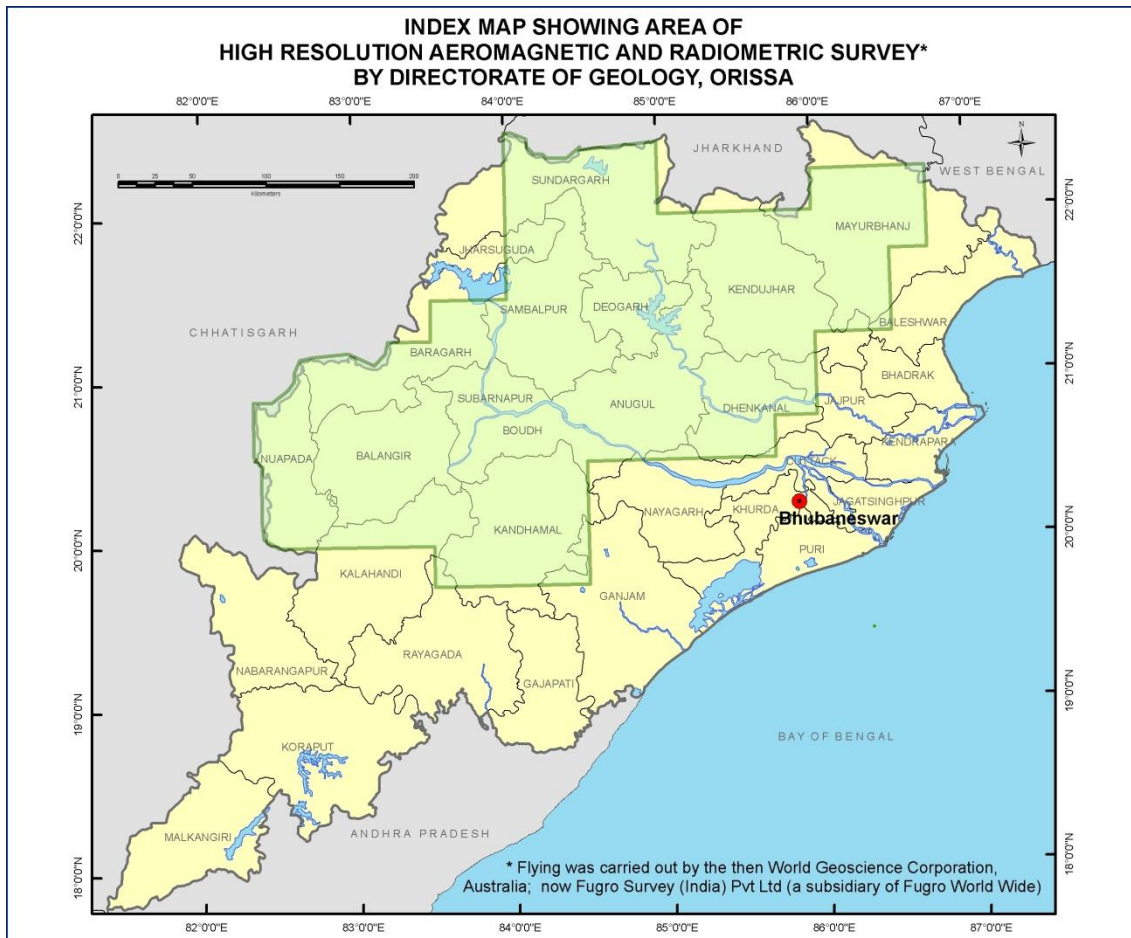 INDEX MAP SHOWING AREA OF
HIGH RESOLUTION AEROMAGNETIC AND RADIOMETRIC SURVEY*
BY DIRECTORATE OF GEOLOGY, ORISSA
82°0'0"E 83°0'0"E 84°0'0"E 85°0'0"E 86°0'0"E 87°0'0"E
N
JHARKHAND
WEST BENGAL
0 50 100 150 200
Kilometers
SUNDARGARH
22°0'0"N
22°0'0"N
MAYURBHANJ
JHARSUGUDA
KENDUJHAR
DEOGARH
SAMBALPUR
BALESHWAR
CHHATISGARH
BARAGARH
21°0'0"N
21°0'0"N
BHADRAK
SUBARNAPUR
ANUGUL
DHENKANAL
JAJPUR
BOUDH
KENDRAPARA
NUAPADA
BALANGIR
CUTTACK
JAGATSINGHPUR
NAYAGARH
KHURDA
Bhubaneswar
KANDHAMAL
20°0'0"N
20°0'0"N
PURI
KALAHANDI
GANJAM
RAYAGADA
NABARANGAPUR
GAJAPATI
19°0'0"N
19°0'0"N
BAY OF BENGAL
KORAPUT
MALKANGIRI
ANDHRA PRADESH
18°0'0"N
18°0'0"N
* Flying was carried out by the then World Geoscience Corporation,
Australia; now Fugro Survey (India) Pvt Ltd (a subsidiary of Fugro World Wide)
82°0'0"E 83°0'0"E 84°0'0"E 85°0'0"E 86°0'0"E 87°0'0"E